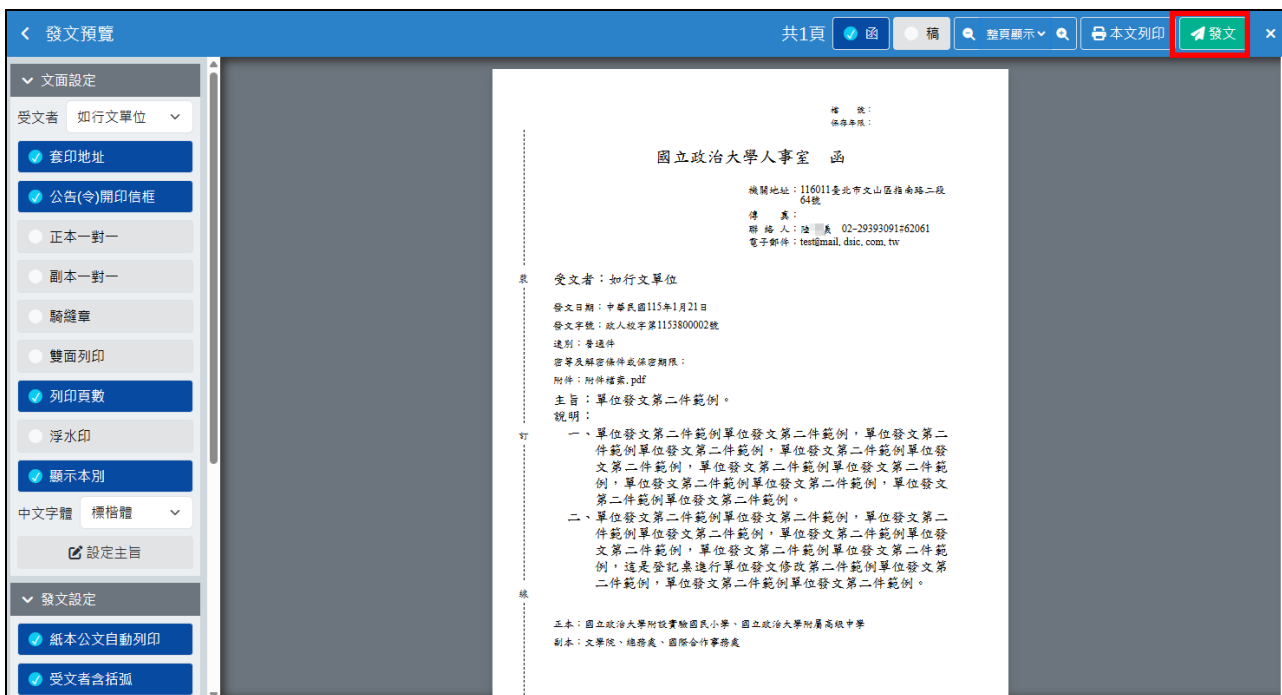 發文預覽
共1頁 函 稿 整頁顯示 本文列印 發文 ×
文面設定
受文者 如行文單位
套印地址
公告(令)開印信框
正本一對一
副本一對一
騎縫章
雙面列印
列印頁數
浮水印
顯示本別
中文字體 標楷體
設定主旨
發文設定
紙本公文自動列印
受文者含括弧
檔 號：
保存年限：
國立政治大學人事室 函
機關地址：116011臺北市文山區指南路二段
64號
傳 真：
聯 絡 人：陸 義 02-29393091#62061
電子郵件：test@mail.dsic.com.tw
裝
受文者：如行文單位
發文日期：中華民國115年1月21日
發文字號：政人校字第1153800002號
速別：普通件
密等及解密條件或保密期限：
附件：附件檔案.pdf
主旨：單位發文第二件範例。
說明：
訂
一、單位發文第二件範例單位發文第二件範例，單位發文第二
件範例單位發文第二件範例，單位發文第二件範例單位發
文第二件範例，單位發文第二件範例單位發文第二件範
例，單位發文第二件範例單位發文第二件範例，單位發文
第二件範例單位發文第二件範例。
二、單位發文第二件範例單位發文第二件範例，單位發文第二
件範例單位發文第二件範例，單位發文第二件範例單位發
文第二件範例，單位發文第二件範例單位發文第二件範
例，這是登記桌進行單位發文修改第二件範例單位發文第
二件範例，單位發文第二件範例單位發文第二件範例。
線
正本：國立政治大學附設實驗國民小學、國立政治大學附屬高級中學
副本：文學院、總務處、國際合作事務處